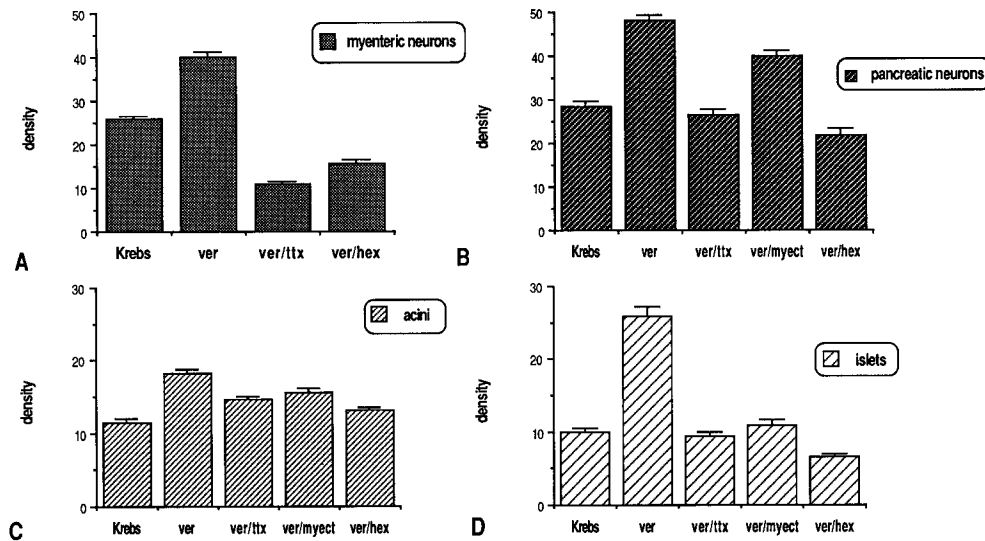 50
40
30
20
10
0
density
myenteric neurons
Krebs ver ver/ttx ver/hex
A
50
40
30
20
10
0
density
pancreatic neurons
Krebs ver ver/ttx ver/myect ver/hex
B
30
20
10
0
density
acini
Krebs ver ver/ttx ver/myect ver/hex
C
30
20
10
0
density
islets
Krebs ver ver/ttx ver/myect ver/hex
D